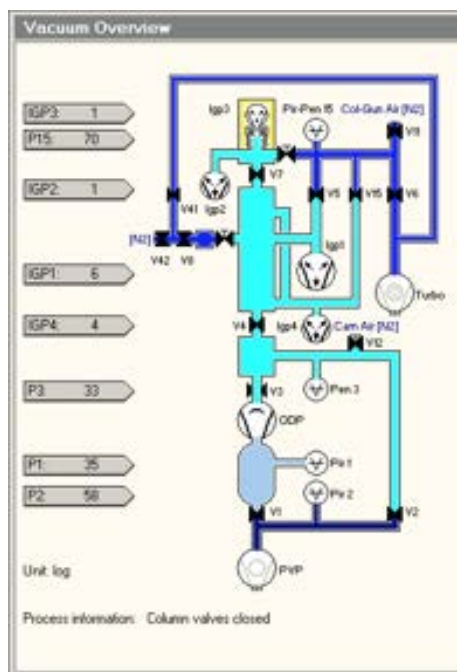 Vacuum Overview
IGP3: 1
P15: 70
IGP2: 1
IGP1: 6
IGP4: 4
P3: 33
P1: 35
P2: 58
Igp3
Pir-Pen 15
Col-Gun Air [N2]
V11
V7
Igp2
V41
V5
V15
V6
[N2]
V42
V8
Igp1
Turbo
V4
Igp4
Cam Air [N2]
V12
V3
Pen 3
ODP
Pir 1
Pir 2
V1
V2
PVP
Unit: log
Process information: Column valves closed